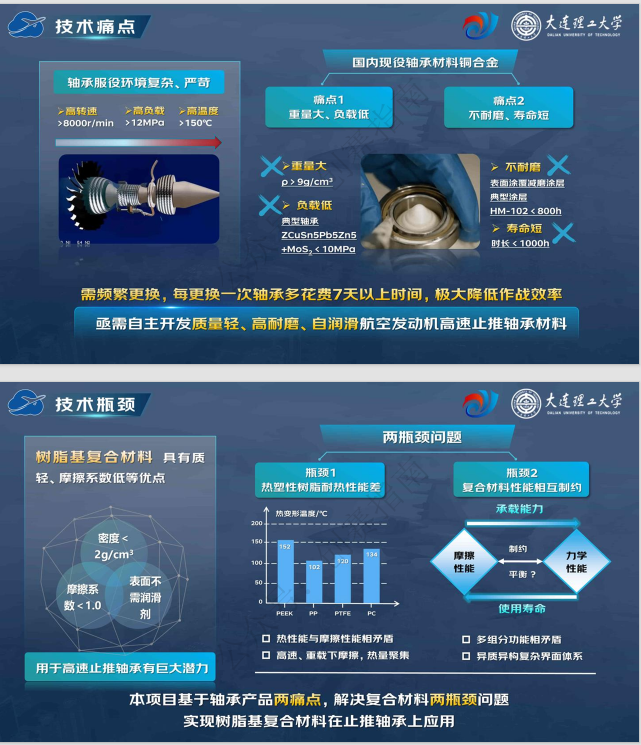 技术痛点
大连理工大学
DALIAN UNIVERSITY OF TECHNOLOGY
轴承服役环境复杂、严苛
高转速
>8000r/min
高负载
>12MPa
高温度
>150℃
国内现役轴承材料铜合金
痛点1
重量大、负载低
痛点2
不耐磨、寿命短
重量大
ρ>9g/cm³
负载低
典型轴承
ZCuSn5Pb5Zn5
+MoS₂<10MPa
不耐磨
表面涂覆减磨涂层
典型涂层
HM-102<800h
寿命短
时长<1000h
需频繁更换，每更换一次轴承多花费7天以上时间，极大降低作战效率
亟需自主开发质量轻、高耐磨、自润滑航空发动机高速止推轴承材料
技术瓶颈
大连理工大学
DALIAN UNIVERSITY OF TECHNOLOGY
树脂基复合材料 具有质
轻、摩擦系数低等优点
密度<
2g/cm³
摩擦系
数<1.0
表面不
需润滑
剂
用于高速止推轴承有巨大潜力
两瓶颈问题
瓶颈1
热塑性树脂耐热性能差
热变形温度/℃
200
150
100
50
0
152
102
120
134
PEEK
PP
PTFE
PC
热性能与摩擦性能相矛盾
高速、重载下摩擦，热量聚集
瓶颈2
复合材料性能相互制约
承载能力
摩擦
性能
制约
平衡？
力学
性能
使用寿命
多组分功能相矛盾
异质异构复杂界面体系
本项目基于轴承产品两痛点，解决复合材料两瓶颈问题
实现树脂基复合材料在止推轴承上应用